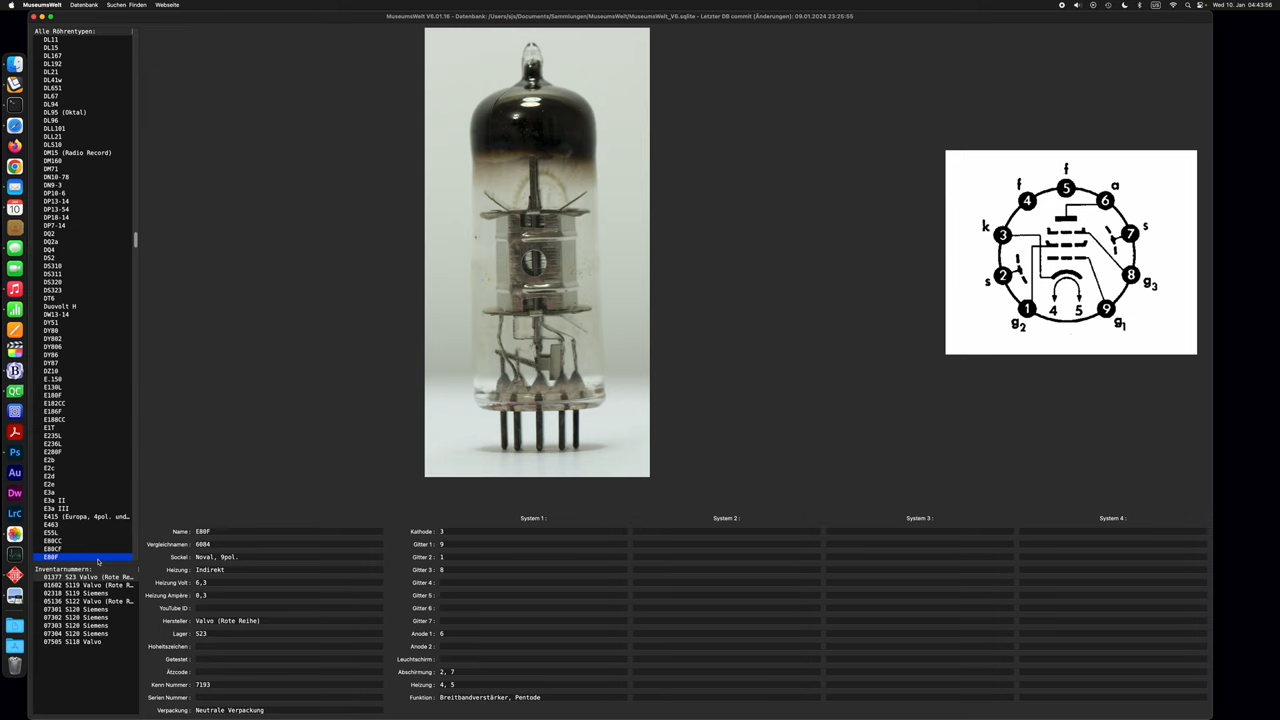 MuseumsWelt Datenbank Suchen Finden Webseite
US Wed 10. Jan 04:43:56
MuseumsWelt V6.01.16 - Datenbank: /Users/sjs/Documents/Sammlungen/MuseumsWelt/MuseumsWelt_V6.sqlite - Letzter DB commit (Änderungen): 09.01.2024 23:25:55
Alle Röhrentypen:
DL11
DL15
DL167
DL192
DL21
DL41w
DL651
DL67
DL94
DL95 (Oktal)
DL96
DLL101
DLL21
DLS10
DM15 (Radio Record)
DM160
DM71
DN10-78
DN9-3
DP10-6
DP13-14
DP13-54
DP18-14
DP7-14
DQ2
DQ2a
DQ4
DS2
DS310
DS311
DS320
DS323
DT6
Duovolt H
DW13-14
DY51
DY80
DY802
DY806
DY86
DY87
DZ10
E.150
E130L
E180F
E182CC
E186F
E188CC
E1T
E235L
E236L
E280F
E2b
E2c
E2d
E2e
E3a
E3a II
E3a III
E415 (Europa, 4pol. und…
E463
E55L
E80CC
E80CF
E80F
Inventarnummern:
01377 S23 Valvo (Rote Re…
01602 S119 Valvo (Rote R…
02318 S119 Siemens
05136 S122 Valvo (Rote R…
07301 S120 Siemens
07302 S120 Siemens
07303 S120 Siemens
07304 S120 Siemens
07505 S118 Valvo
f
f 5 a
4 6
k 3 7 s
s 2 8 g3
1 4 5 9
g2 g1
System 1 : System 2 : System 3 : System 4 :
Name : E80F Kathode : 3
Vergleichnamen : 6084 Gitter 1 : 9
Sockel : Noval, 9pol. Gitter 2 : 1
Heizung : Indirekt Gitter 3 : 8
Heizung Volt : 6,3 Gitter 4 :
Heizung Ampére : 0,3 Gitter 5 :
YouTube ID : Gitter 6 :
Hersteller : Valvo (Rote Reihe) Gitter 7 :
Lager : S23 Anode 1 : 6
Hoheitszeichen : Anode 2 :
Getestet : Leuchtschirm :
Ätzcode : Abschirmung : 2, 7
Kenn Nummer : 7193 Heizung : 4, 5
Serien Nummer : Funktion : Breitbandverstärker, Pentode
Verpackung : Neutrale Verpackung